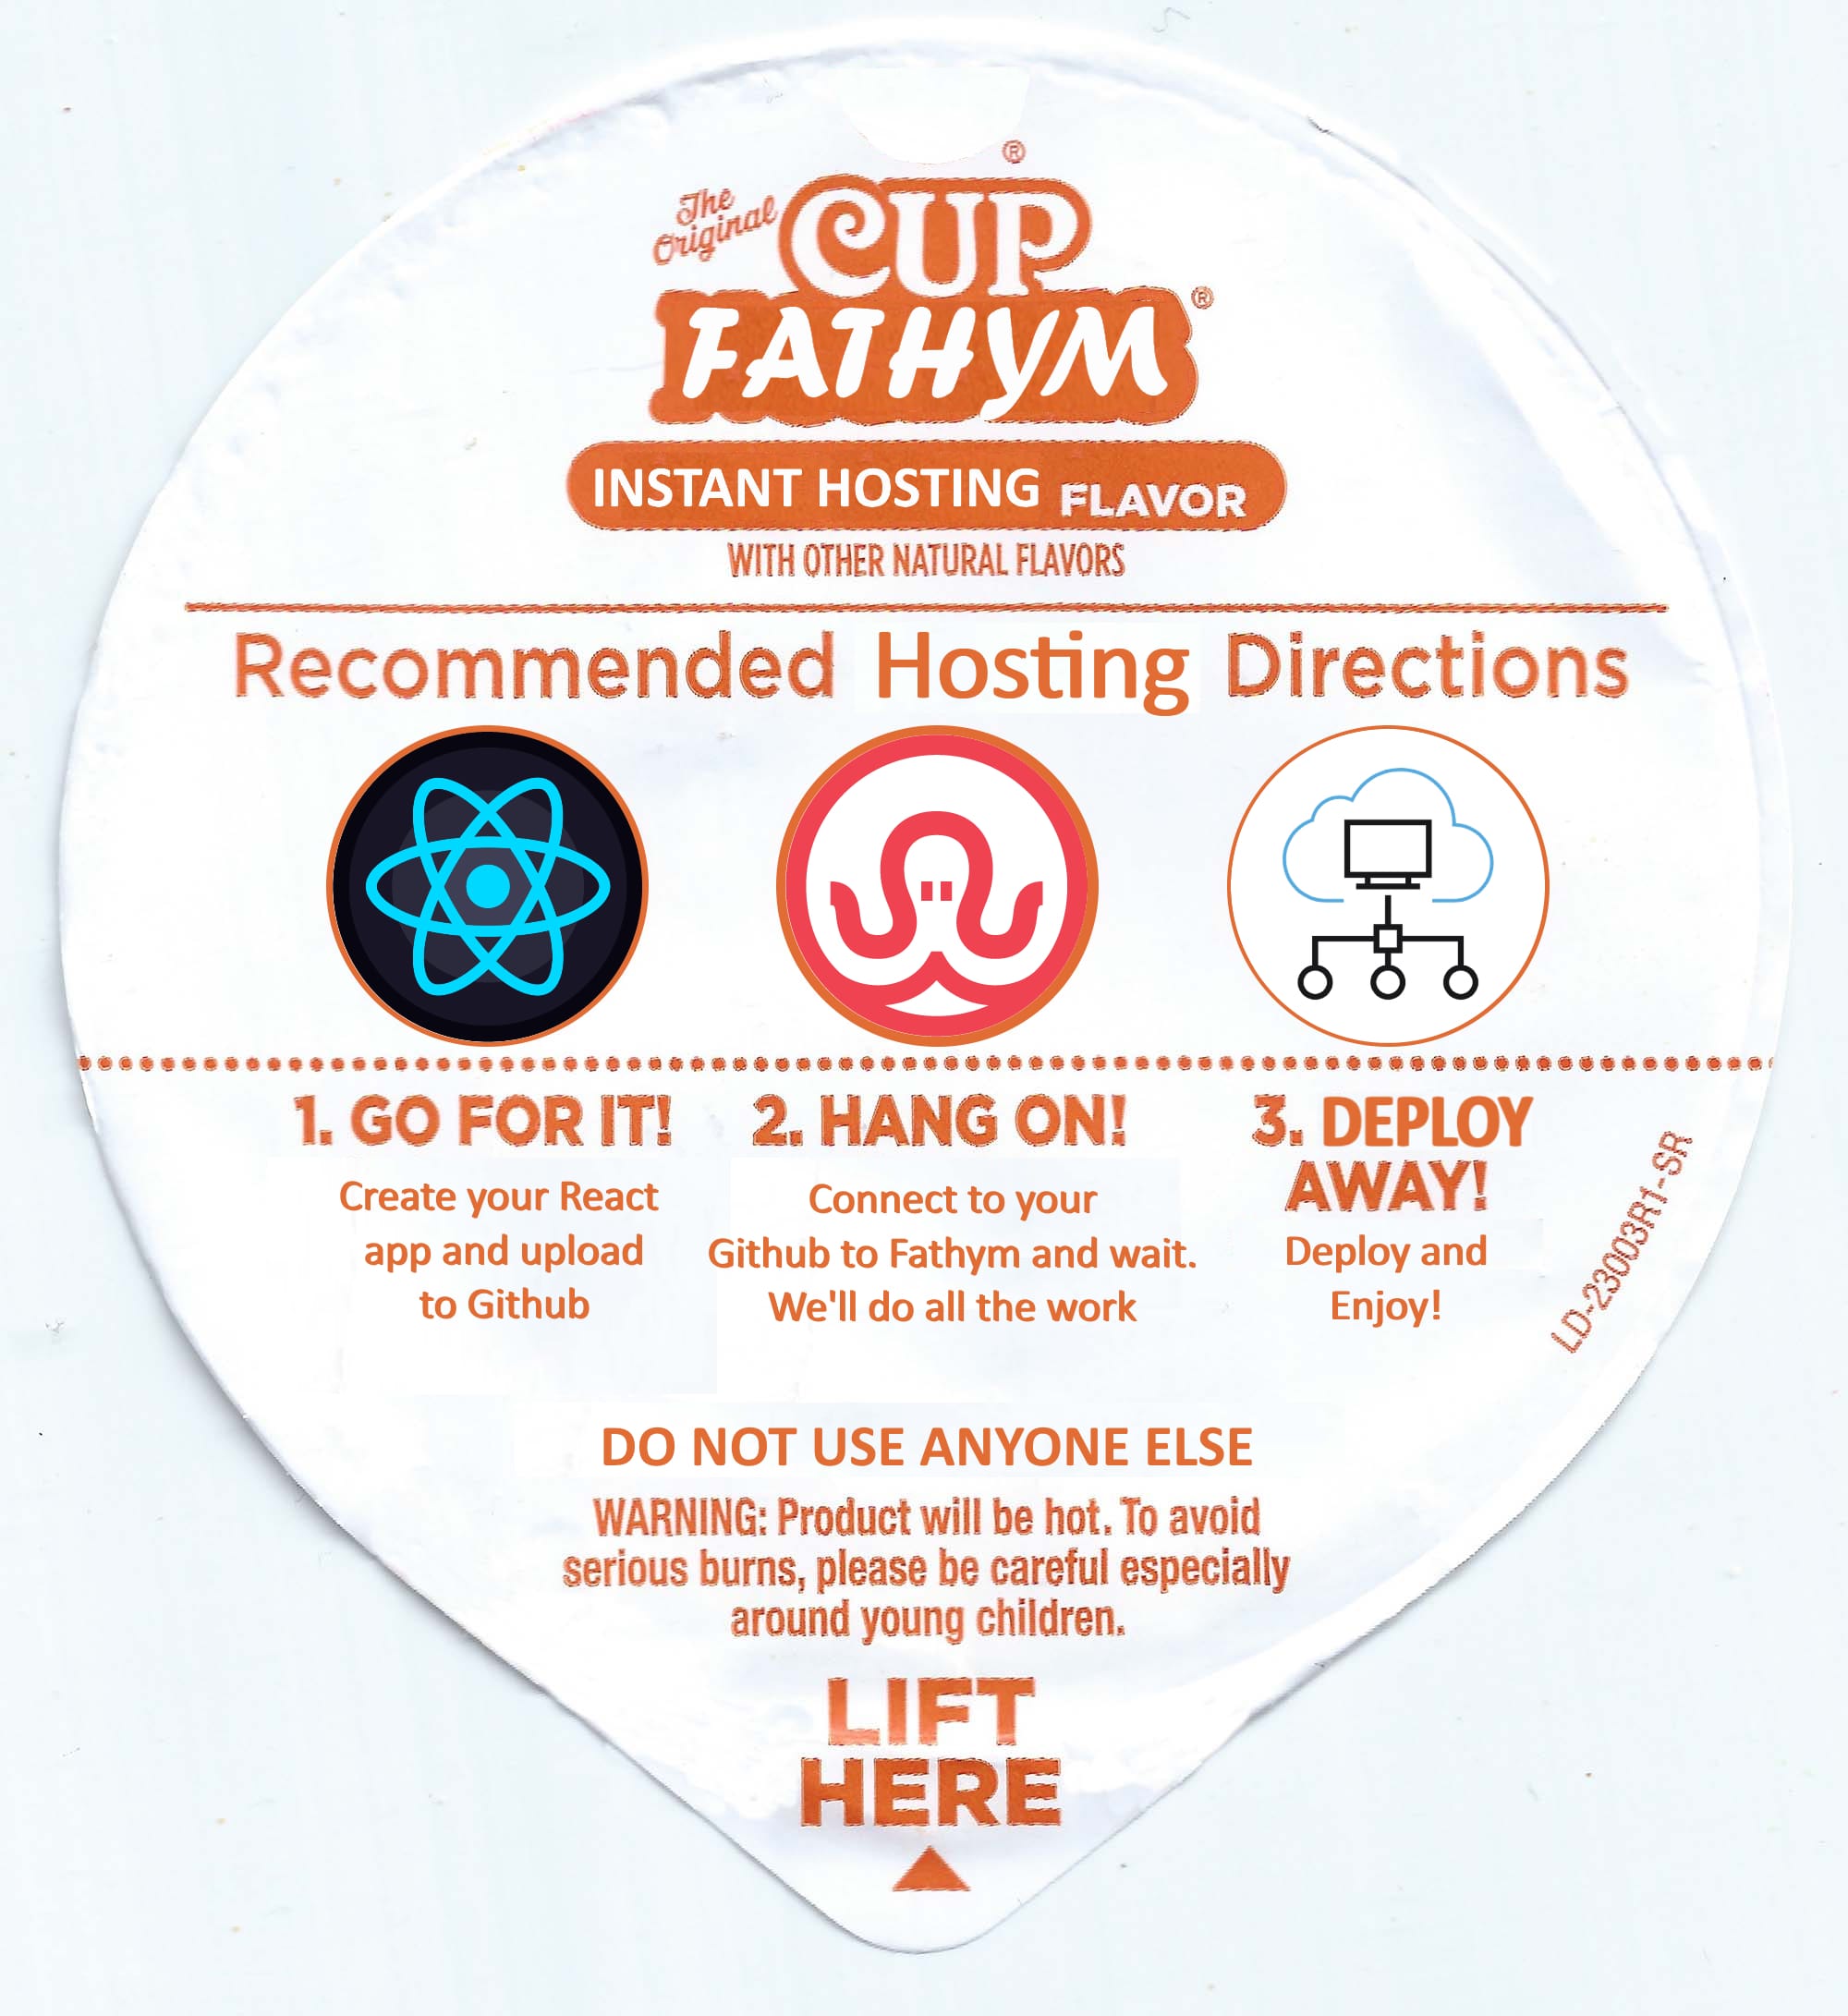 The Original CUP ®
FATHYM ®
INSTANT HOSTING FLAVOR
WITH OTHER NATURAL FLAVORS
Recommended Hosting Directions
1. GO FOR IT!
Create your React
app and upload
to Github
2. HANG ON!
Connect to your
Github to Fathym and wait.
We'll do all the work
3. DEPLOY
AWAY!
Deploy and
Enjoy!
LD-23003R1-SR
DO NOT USE ANYONE ELSE
WARNING: Product will be hot. To avoid
serious burns, please be careful especially
around young children.
LIFT
HERE